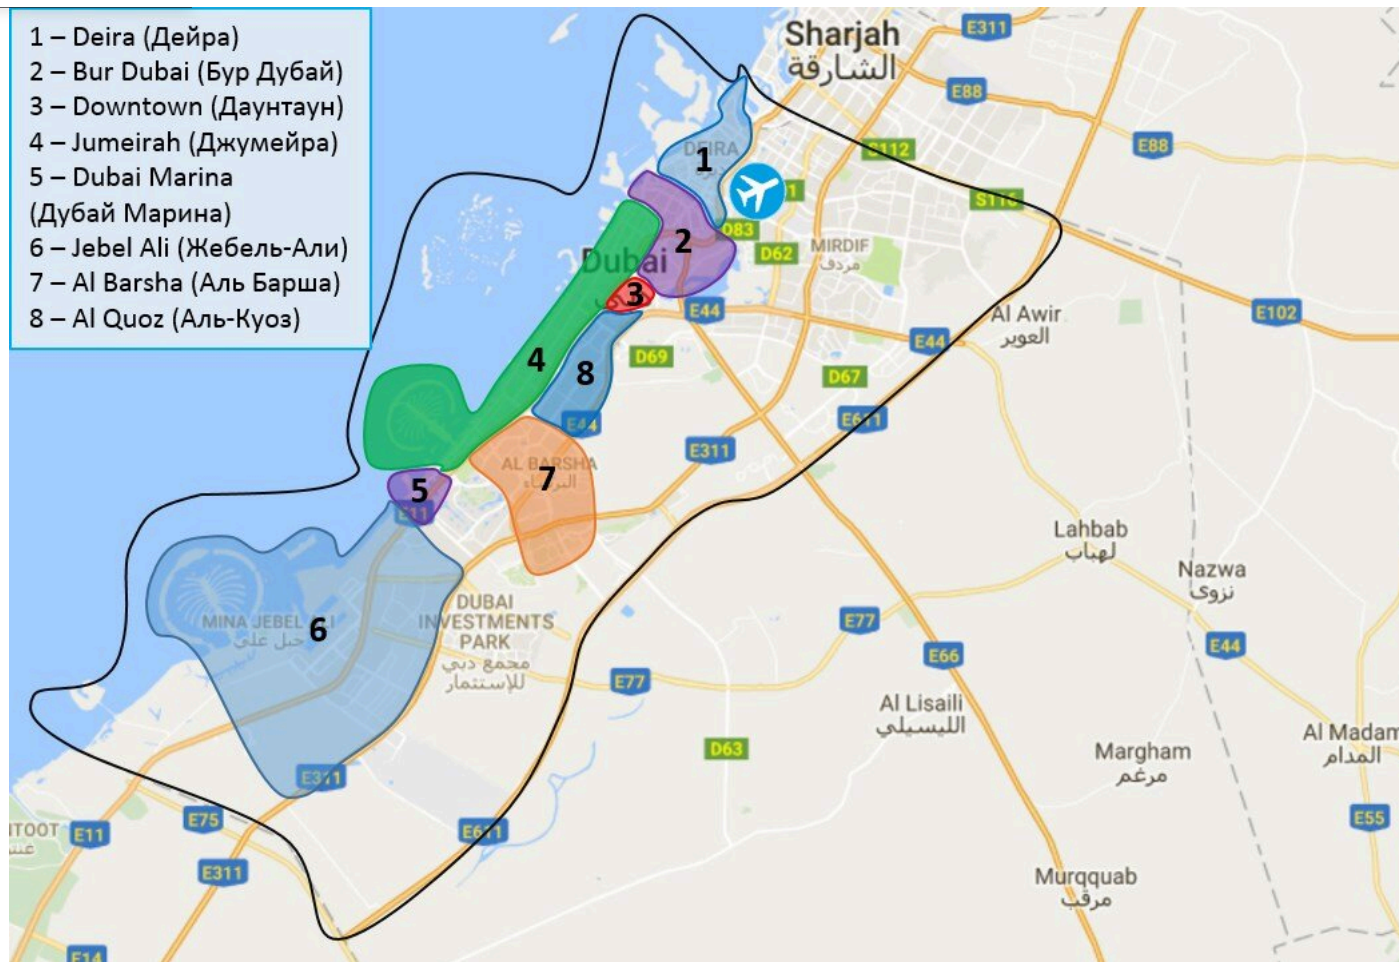 1 – Deira (Дейра)
2 – Bur Dubai (Бур Дубай)
3 – Downtown (Даунтаун)
4 – Jumeirah (Джумейра)
5 – Dubai Marina
(Дубай Марина)
6 – Jebel Ali (Жебель-Али)
7 – Al Barsha (Аль Барша)
8 – Al Quoz (Аль-Куоз)
Sharjah
الشارقة
E311
E88
E88
S112
S116
DEIRA
1
D83
D62
MIRDIF
مردف
2
Dubai
3
E44
Al Awir
العوير
E102
E44
D69
D67
4
8
E44
E611
E311
AL BARSHA
البرشاء
7
5
E11
Lahbab
لهباب
Nazwa
نزوى
DUBAI
INVESTMENTS
PARK
مجمع دبي
للإستثمار
MINA JEBEL ALI
جبل علي
6
E77
E66
E44
E77
Al Lisaili
الليسيلي
D63
Margham
مرغم
Al Madam
المدام
E311
E75
E611
E11
E311
E55
Murqquab
مرقب
E14